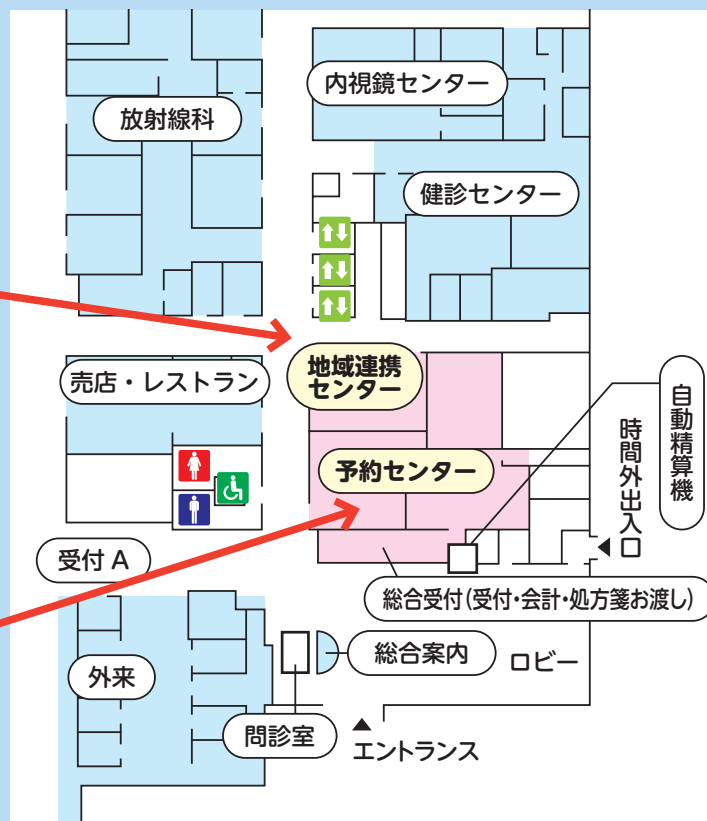 内視鏡センター
放射線科
健診センター
地域連携
センター
売店・レストラン
自動精算機
時間外出入口
予約センター
受付 A
総合受付(受付・会計・処方箋お渡し)
総合案内
ロビー
外来
問診室
エントランス